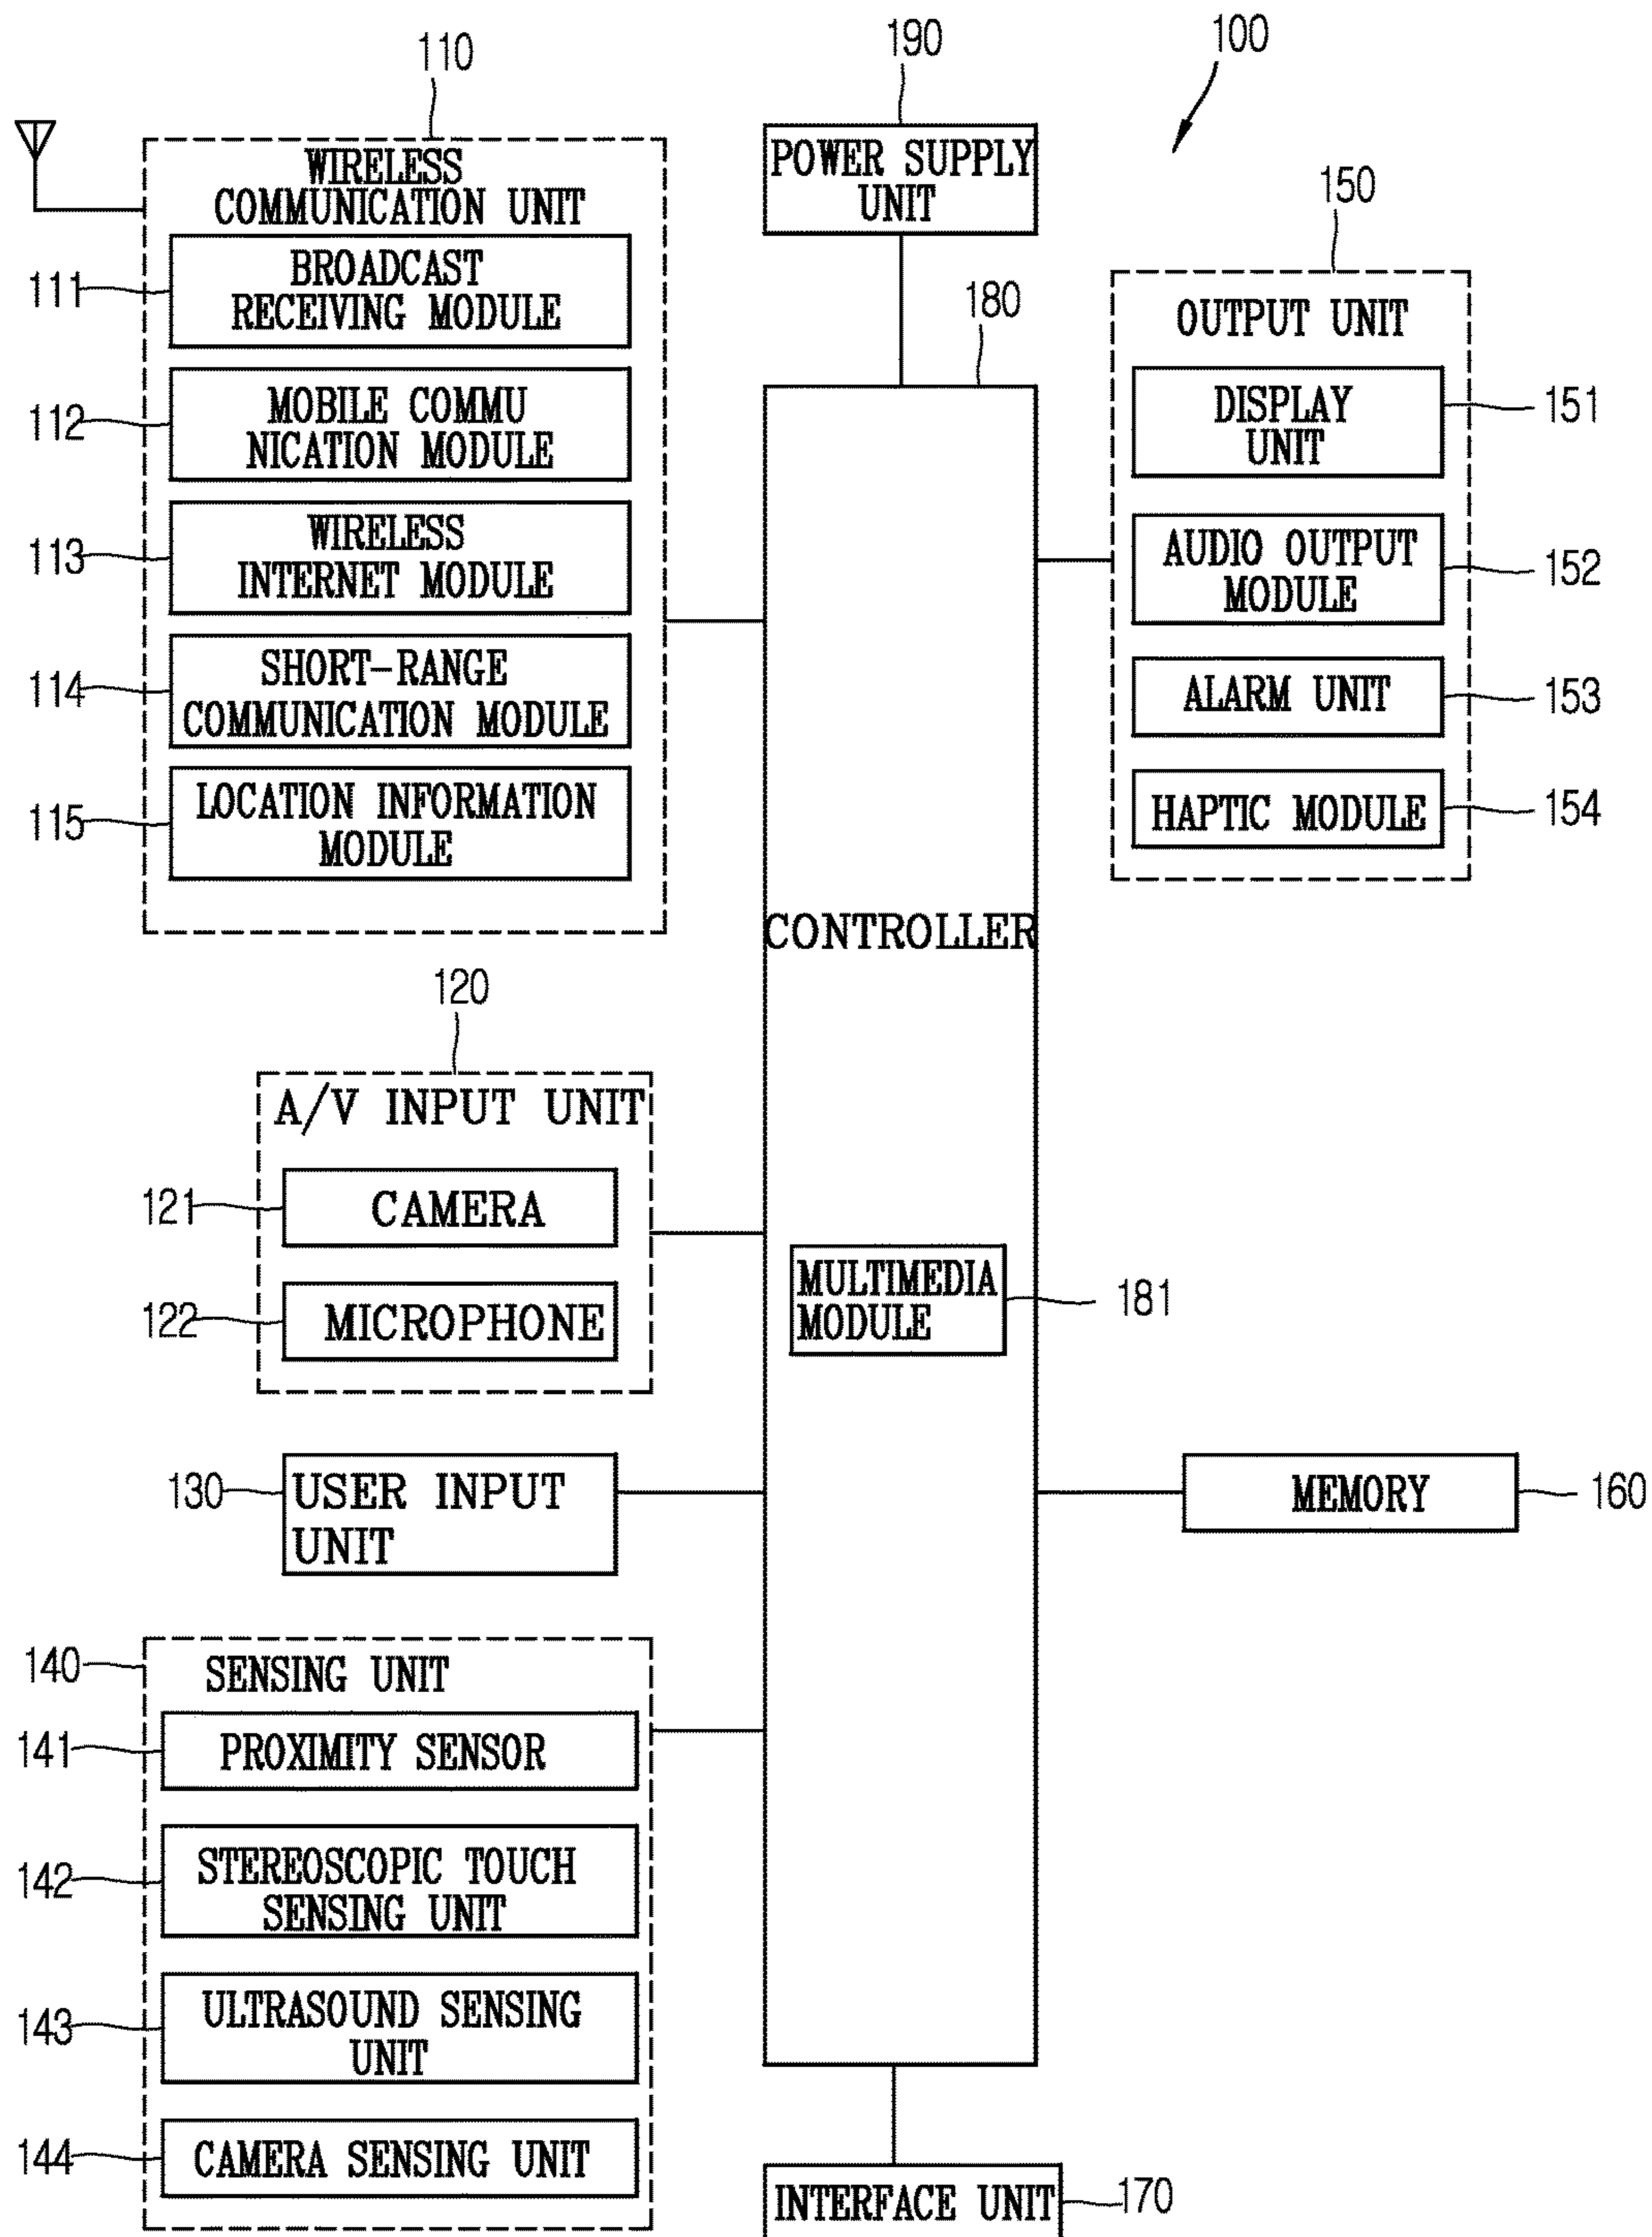 100
190
POWER SUPPLY
UNIT
110
WIRELESS
COMMUNICATION UNIT
111
BROADCAST
RECEIVING MODULE
112
MOBILE COMMU
NICATION MODULE
113
WIRELESS
INTERNET MODULE
114
SHORT-RANGE
COMMUNICATION MODULE
115
LOCATION INFORMATION
MODULE
120
A/V INPUT UNIT
121
CAMERA
122
MICROPHONE
130
USER INPUT
UNIT
140
SENSING UNIT
141
PROXIMITY SENSOR
142
STEREOSCOPIC TOUCH
SENSING UNIT
143
ULTRASOUND SENSING
UNIT
144
CAMERA SENSING UNIT
180
CONTROLLER
MULTIMEDIA
MODULE
181
150
OUTPUT UNIT
DISPLAY
UNIT
151
AUDIO OUTPUT
MODULE
152
ALARM UNIT
153
HAPTIC MODULE
154
MEMORY
160
INTERFACE UNIT
170